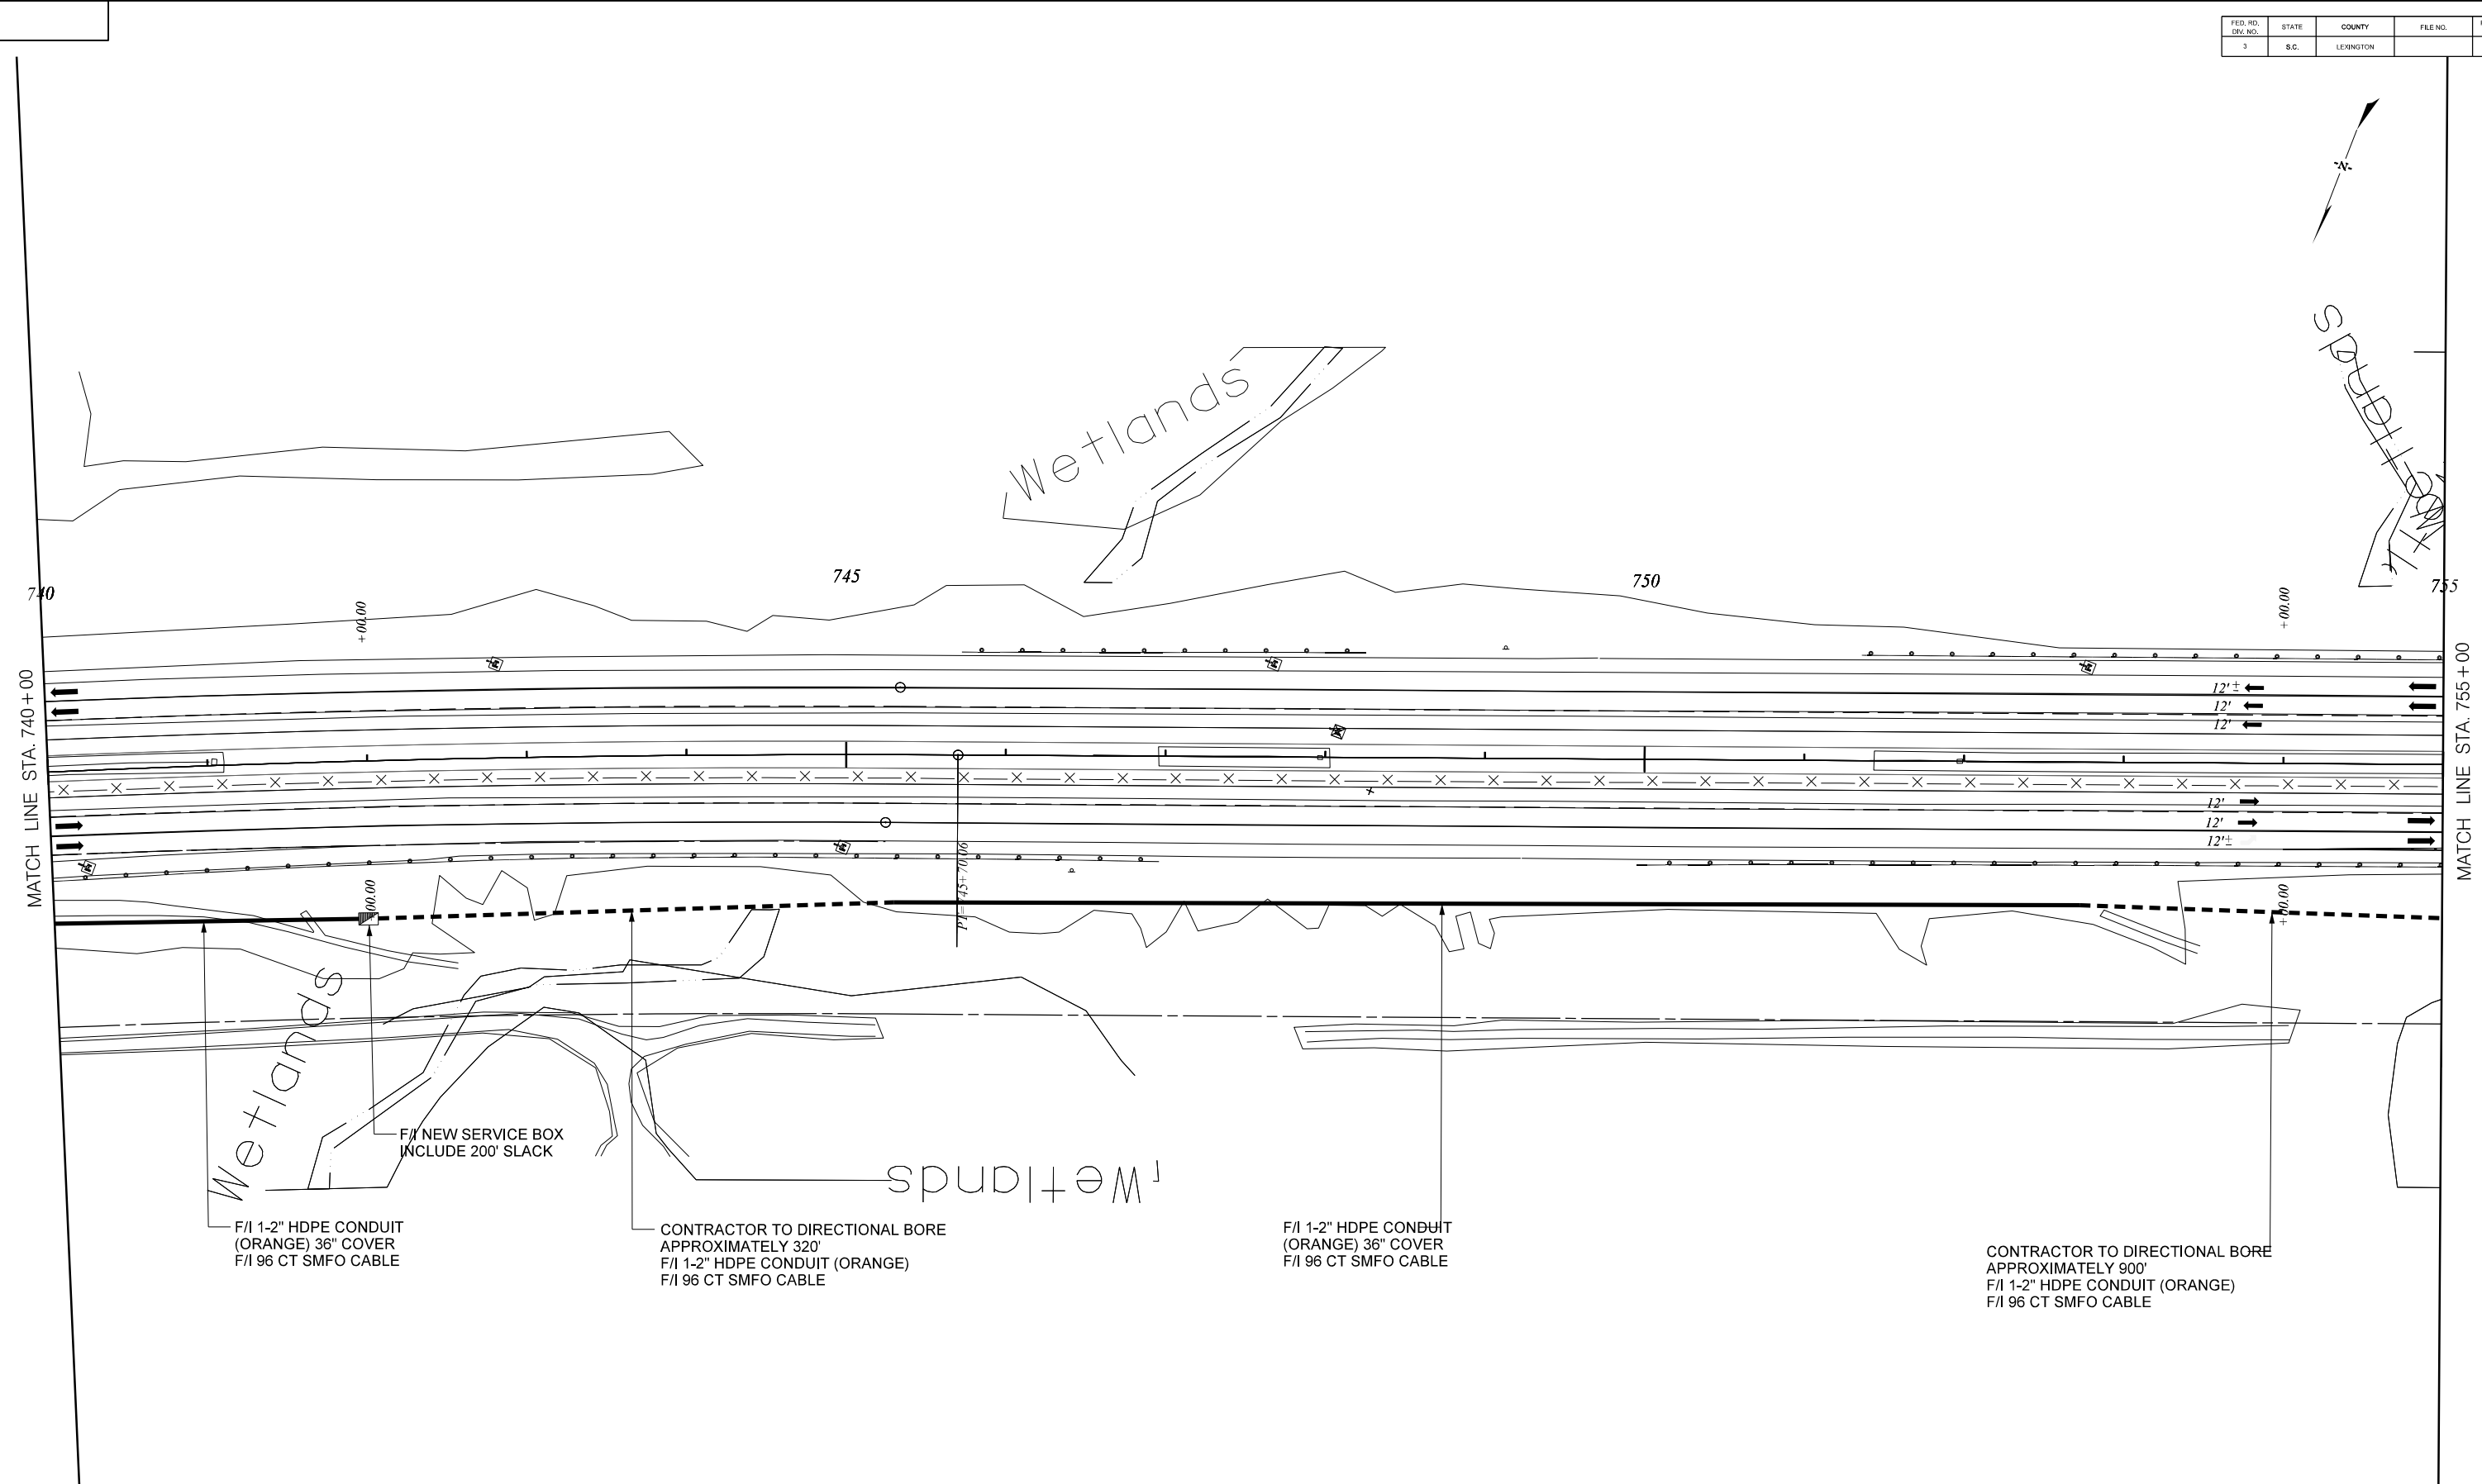 FED. RD. DIV. NO. STATE COUNTY FILE NO.
3 S.C. LEXINGTON
-N-
Wetlands
Wetlands
740
745
750
755
+00.00
+00.00
MATCH LINE STA. 740+00
MATCH LINE STA. 755+00
12'±
12'
12'
12'
12'
12'±
+00.00
PT=745+70.06
+00.00
Wetlands
F/I NEW SERVICE BOX
INCLUDE 200' SLACK
Wetlands
F/I 1-2" HDPE CONDUIT
(ORANGE) 36" COVER
F/I 96 CT SMFO CABLE
CONTRACTOR TO DIRECTIONAL BORE
APPROXIMATELY 320'
F/I 1-2" HDPE CONDUIT (ORANGE)
F/I 96 CT SMFO CABLE
F/I 1-2" HDPE CONDUIT
(ORANGE) 36" COVER
F/I 96 CT SMFO CABLE
CONTRACTOR TO DIRECTIONAL BORE
APPROXIMATELY 900'
F/I 1-2" HDPE CONDUIT (ORANGE)
F/I 96 CT SMFO CABLE